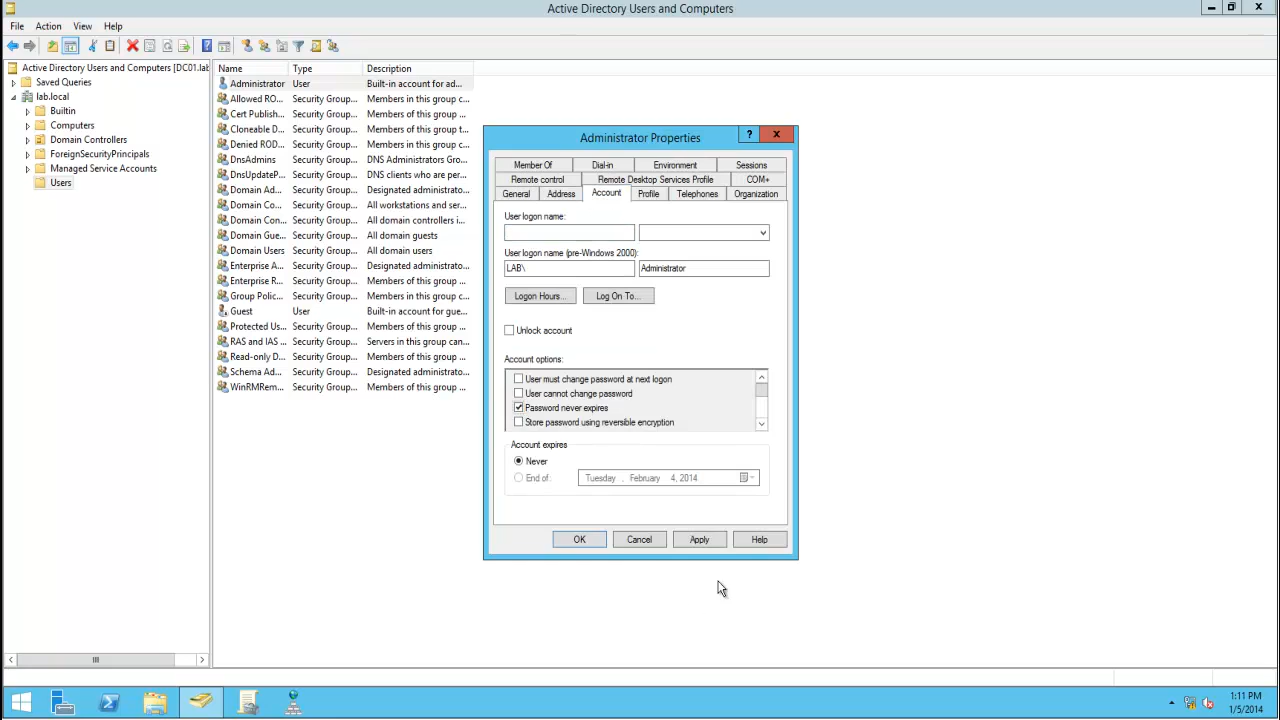 Active Directory Users and Computers
File Action View Help
Active Directory Users and Computers [DC01.lab
Saved Queries
lab.local
Builtin
Computers
Domain Controllers
ForeignSecurityPrincipals
Managed Service Accounts
Users
Name Type Description
Administrator User Built-in account for ad...
Allowed RO... Security Group... Members in this group c...
Cert Publish... Security Group... Members of this group ...
Cloneable D... Security Group... Members of this group t...
Denied ROD... Security Group... Members in this group c...
DnsAdmins Security Group... DNS Administrators Gro...
DnsUpdateP... Security Group... DNS clients who are per...
Domain Ad... Security Group... Designated administrato...
Domain Co... Security Group... All workstations and ser...
Domain Con... Security Group... All domain controllers i...
Domain Gue... Security Group... All domain guests
Domain Users Security Group... All domain users
Enterprise A... Security Group... Designated administrato...
Enterprise R... Security Group... Members of this group ...
Group Polic... Security Group... Members in this group c...
Guest User Built-in account for gue...
Protected Us... Security Group... Members of this group ...
RAS and IAS ... Security Group... Servers in this group can...
Read-only D... Security Group... Members of this group ...
Schema Ad... Security Group... Designated administrato...
WinRMRem... Security Group... Members of this group ...
Administrator Properties
? x
Member Of Dial-in Environment Sessions
Remote control Remote Desktop Services Profile COM+
General Address Account Profile Telephones Organization
User logon name:
User logon name (pre-Windows 2000):
LAB\ Administrator
Logon Hours... Log On To...
Unlock account
Account options:
User must change password at next logon
User cannot change password
Password never expires
Store password using reversible encryption
Account expires
Never
End of: Tuesday , February 4, 2014
OK Cancel Apply Help
1:11 PM
1/5/2014